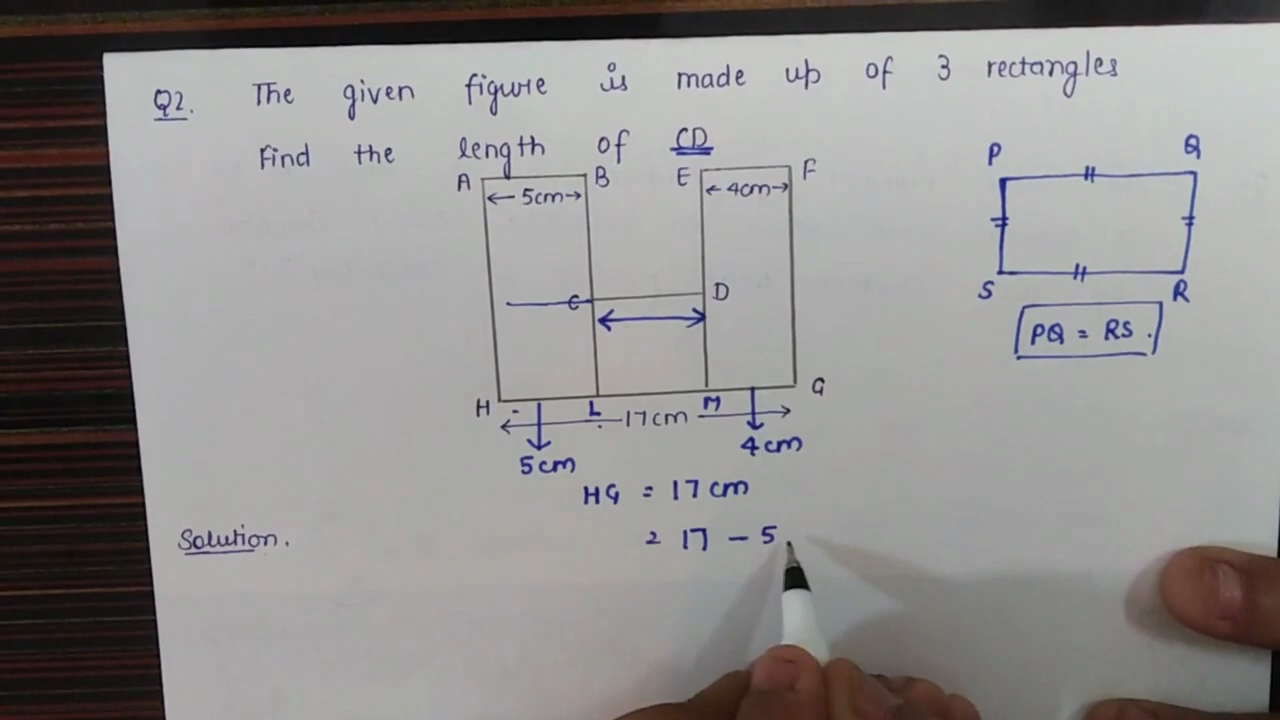 Q2. The given figure is made up of 3 rectangles
Find the length of CD
A B E F
5cm 4cm
C D
H L M G
17cm
5cm 4cm
HG = 17 cm
= 17 - 5
Solution.
P Q
S R
PQ = RS.